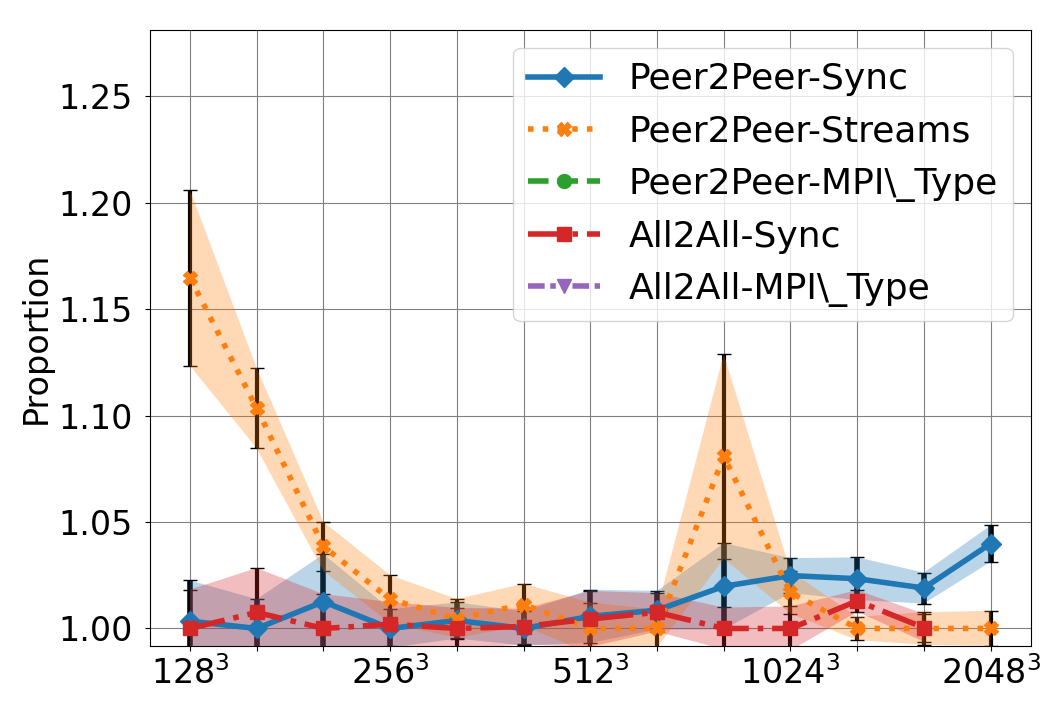 Peer2Peer-Sync
Peer2Peer-Streams
Peer2Peer-MPI\_Type
All2All-Sync
All2All-MPI\_Type
Proportion
1.25
1.20
1.15
1.10
1.05
1.00
128³ 256³ 512³ 1024³ 2048³